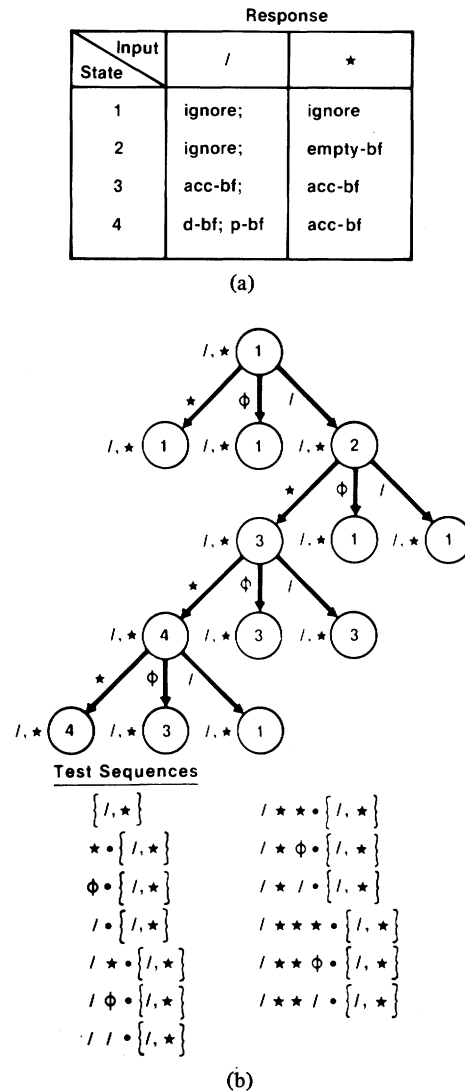 Response
Input
State
/ ★
1 ignore; ignore
2 ignore; empty-bf
3 acc-bf; acc-bf
4 d-bf; p-bf acc-bf
(a)
/, ★ 1
★ ϕ /
/, ★ 1 /, ★ 1 /, ★ 2
★ ϕ /
/, ★ 3 /, ★ 1 /, ★ 1
★ ϕ /
/, ★ 4 /, ★ 3 /, ★ 3
★ ϕ /
/, ★ 4 /, ★ 3 /, ★ 1
Test Sequences
{/, ★} / ★ ★ • {/, ★}
★ • {/, ★} / ★ ϕ • {/, ★}
ϕ • {/, ★} / ★ / • {/, ★}
/ • {/, ★} / ★ ★ ★ • {/, ★}
/ ★ • {/, ★} / ★ ★ ϕ • {/, ★}
/ ϕ • {/, ★} / ★ ★ / • {/, ★}
/ / • {/, ★}
(b)